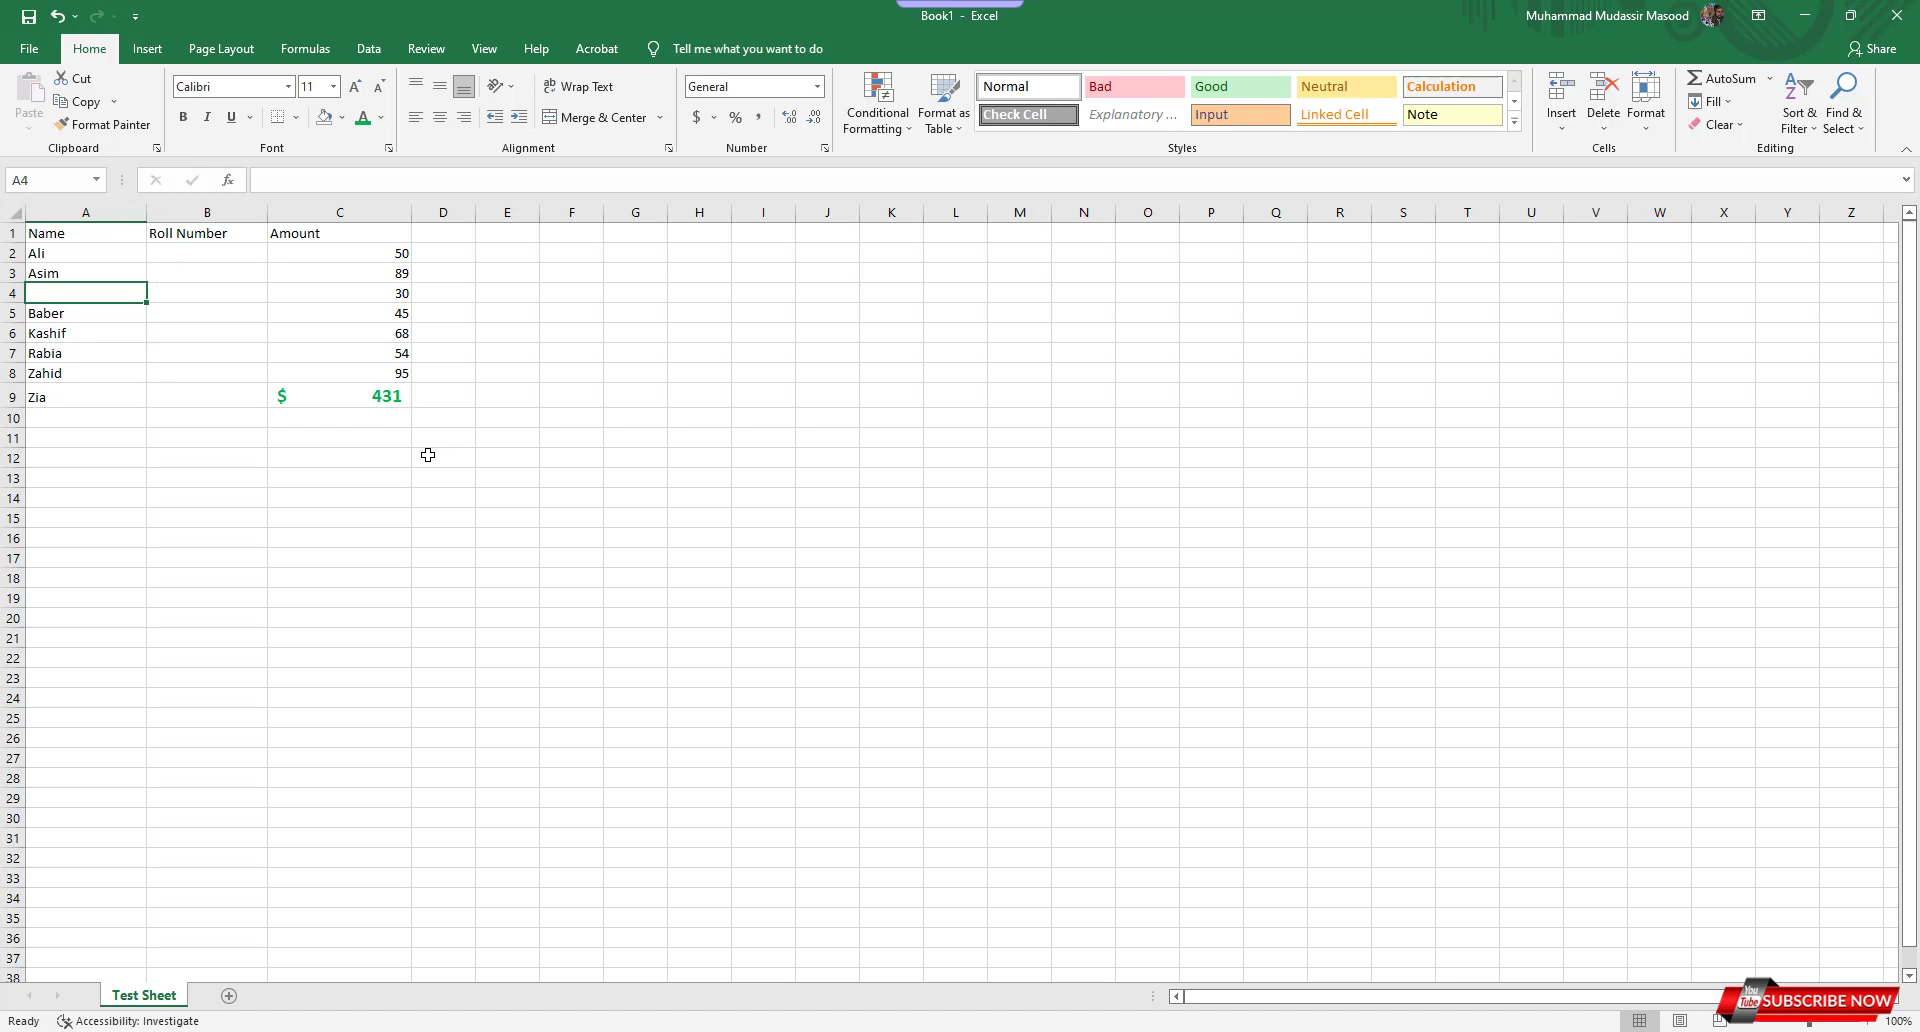 Book1 - Excel
Muhammad Mudassir Masood
File Home Insert Page Layout Formulas Data Review View Help Acrobat Tell me what you want to do Share
Paste
Cut
Copy
Format Painter
Clipboard
Calibri 11
B I U
Font
Wrap Text
Merge & Center
Alignment
General
$ % ,
Number
Conditional Formatting
Format as Table
Normal Bad Good Neutral Calculation
Check Cell Explanatory ... Input Linked Cell Note
Styles
Insert Delete Format
Cells
AutoSum
Fill
Clear
Sort & Filter
Find & Select
Editing
A4 fx
A B C D E F G H I J K L M N O P Q R S T U V W X Y Z
1 Name Roll Number Amount
2 Ali 50
3 Asim 89
4 30
5 Baber 45
6 Kashif 68
7 Rabia 54
8 Zahid 95
9 Zia $ 431
10
11
12
13
14
15
16
17
18
19
20
21
22
23
24
25
26
27
28
29
30
31
32
33
34
35
36
37
38
Test Sheet
You Tube SUBSCRIBE NOW
Ready Accessibility: Investigate 100%